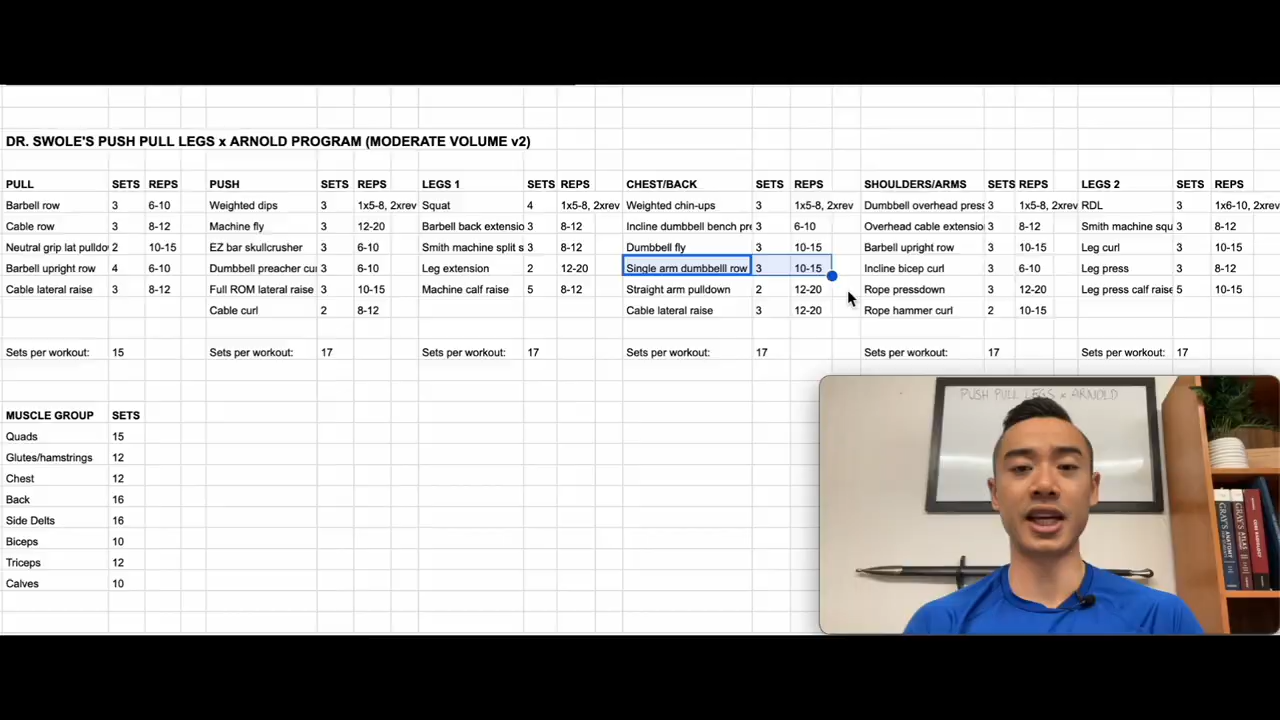 DR. SWOLE'S PUSH PULL LEGS x ARNOLD PROGRAM (MODERATE VOLUME v2)
PULL SETS REPS PUSH SETS REPS LEGS 1 SETS REPS CHEST/BACK SETS REPS SHOULDERS/ARMS SETS REPS LEGS 2 SETS REPS
Barbell row 3 6-10 Weighted dips 3 1x5-8, 2xrev Squat 4 1x5-8, 2xrev Weighted chin-ups 3 1x5-8, 2xrev Dumbbell overhead press 3 1x5-8, 2xrev RDL 3 1x6-10, 2xrev
Cable row 3 8-12 Machine fly 3 12-20 Barbell back extensio 3 8-12 Incline dumbbell bench pre 3 6-10 Overhead cable extensio 3 8-12 Smith machine squ 3 8-12
Neutral grip lat pulldov 2 10-15 EZ bar skullcrusher 3 6-10 Smith machine split s 3 8-12 Dumbbell fly 3 10-15 Barbell upright row 3 10-15 Leg curl 3 10-15
Barbell upright row 4 6-10 Dumbbell preacher cu 3 6-10 Leg extension 2 12-20 Single arm dumbbelll row 3 10-15 Incline bicep curl 3 6-10 Leg press 3 8-12
Cable lateral raise 3 8-12 Full ROM lateral raise 3 10-15 Machine calf raise 5 8-12 Straight arm pulldown 2 12-20 Rope pressdown 3 12-20 Leg press calf raise 5 10-15
Cable curl 2 8-12 Cable lateral raise 3 12-20 Rope hammer curl 2 10-15
Sets per workout: 15 Sets per workout: 17 Sets per workout: 17 Sets per workout: 17 Sets per workout: 17 Sets per workout: 17
MUSCLE GROUP SETS
Quads 15
Glutes/hamstrings 12
Chest 12
Back 16
Side Delts 16
Biceps 10
Triceps 12
Calves 10
PUSH PULL LEGS x ARNOLD
GRAY'S ANATOMY
GRAY'S ATLAS